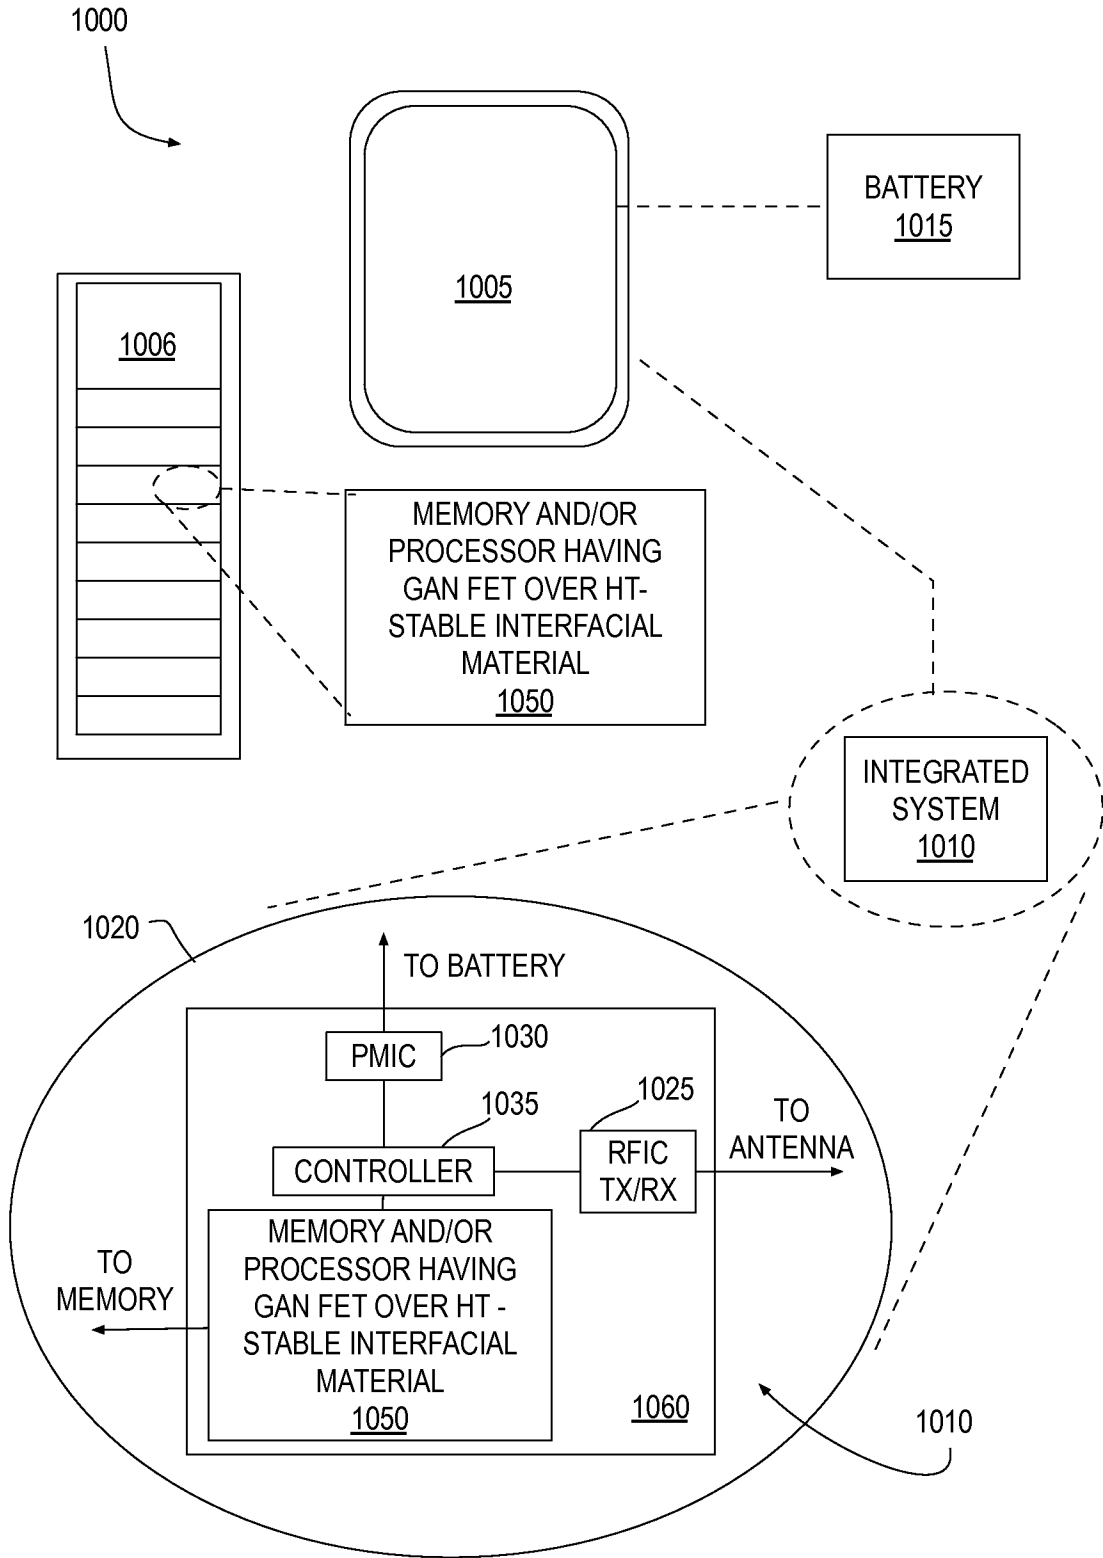 1000
BATTERY
1015
1005
1006
MEMORY AND/OR
PROCESSOR HAVING
GAN FET OVER HT-
STABLE INTERFACIAL
MATERIAL
1050
INTEGRATED
SYSTEM
1010
1020
TO BATTERY
PMIC
1030
1035
1025
TO
ANTENNA
CONTROLLER
RFIC
TX/RX
MEMORY AND/OR
PROCESSOR HAVING
GAN FET OVER HT -
STABLE INTERFACIAL
MATERIAL
1050
TO
MEMORY
1060
1010